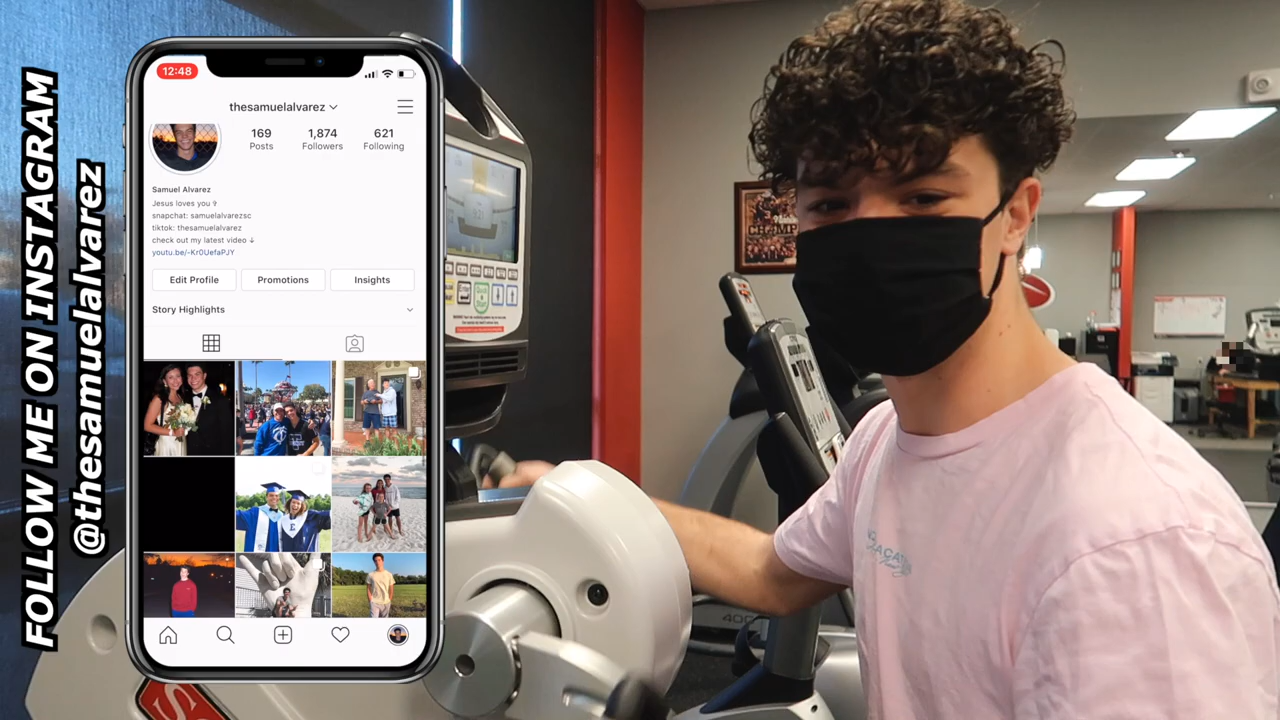 FOLLOW ME ON INSTAGRAM
@thesamuelalvarez
12:48
thesamuelalvarez
169
Posts
1,874
Followers
621
Following
Samuel Alvarez
Jesus loves you
snapchat: samuelalvarezsc
tiktok: thesamuelalvarez
check out my latest video ↓
youtu.be/-Kr0UefaPJY
Edit Profile
Promotions
Insights
Story Highlights